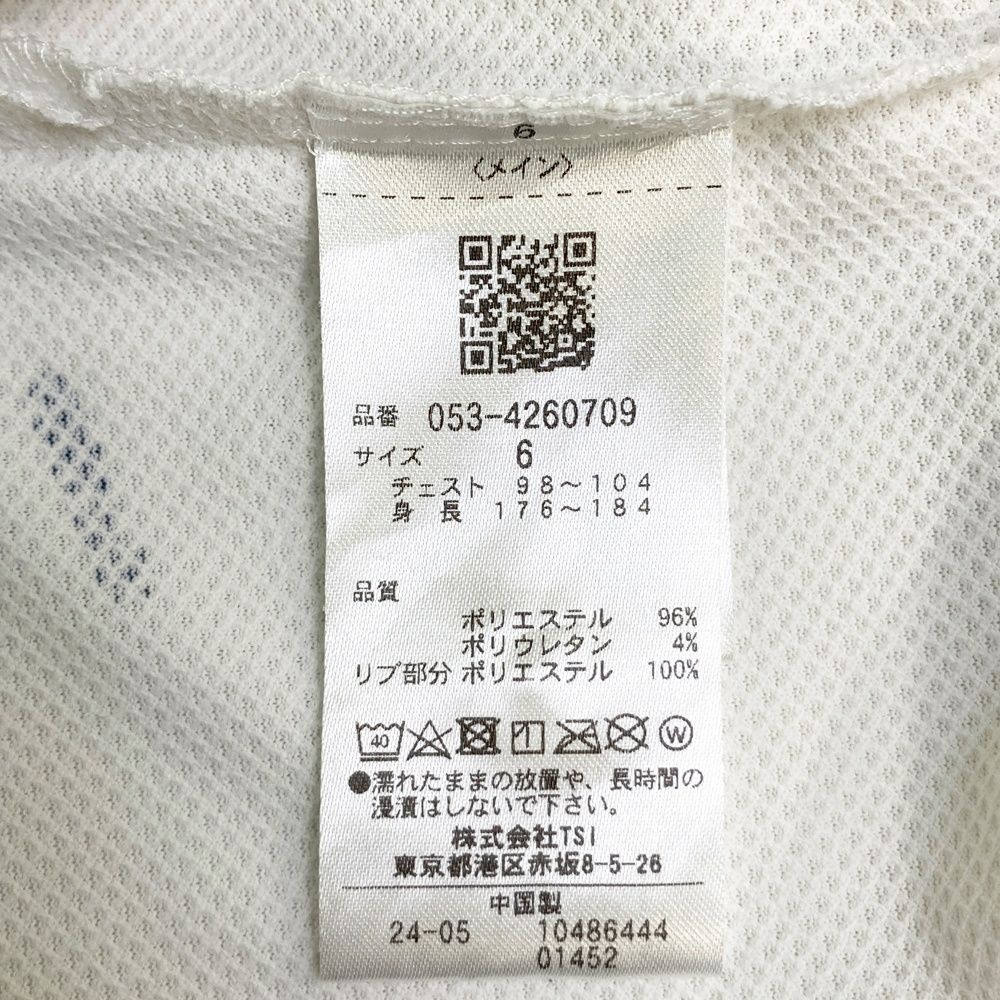 6
〈メイン〉
品番 053-4260709
サイズ 6
チェスト 98〜104
身長 176〜184
品質
ポリエステル 96%
ポリウレタン 4%
リブ部分 ポリエステル 100%
40 W
●濡れたままの放置や、長時間の
浸漬はしないで下さい。
株式会社TSI
東京都港区赤坂8-5-26
中国製
24-05 10486444
01452